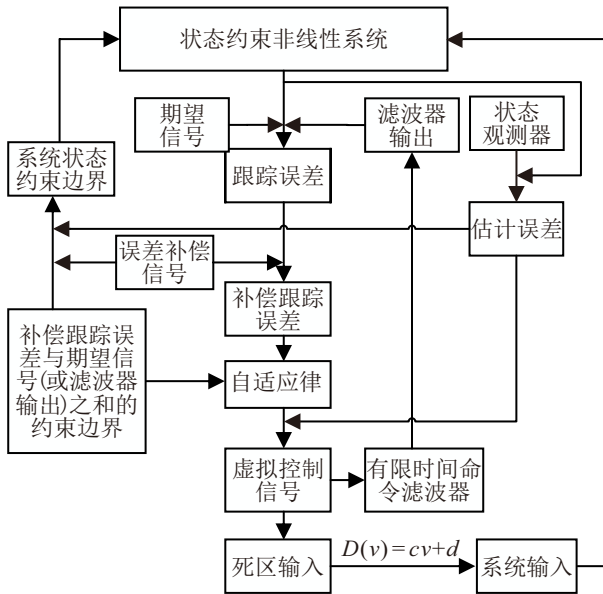 状态约束非线性系统
期望
信号
滤波器
输出
状态
观测器
系统状态
约束边界
跟踪误差
估计误差
误差补偿
信号
补偿跟踪
误差
补偿跟踪误
差与期望信
号(或滤波器
输出)之和的
约束边界
自适应律
虚拟控制
信号
有限时间命
令滤波器
死区输入
D(v)=cv+d
系统输入